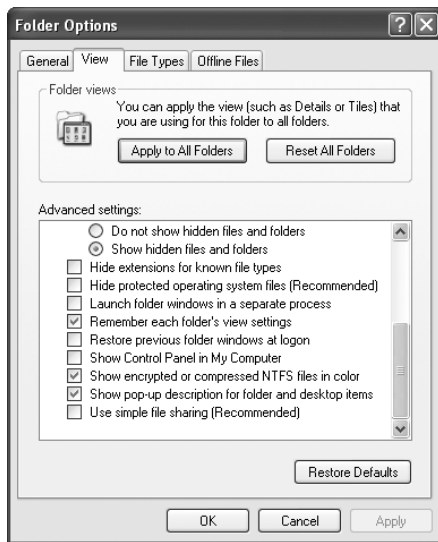 Folder Options
General View File Types Offline Files
Folder views
You can apply the view (such as Details or Tiles) that
you are using for this folder to all folders.
Apply to All Folders Reset All Folders
Advanced settings:
Do not show hidden files and folders
Show hidden files and folders
Hide extensions for known file types
Hide protected operating system files (Recommended)
Launch folder windows in a separate process
Remember each folder's view settings
Restore previous folder windows at logon
Show Control Panel in My Computer
Show encrypted or compressed NTFS files in color
Show pop-up description for folder and desktop items
Use simple file sharing (Recommended)
Restore Defaults
OK Cancel Apply